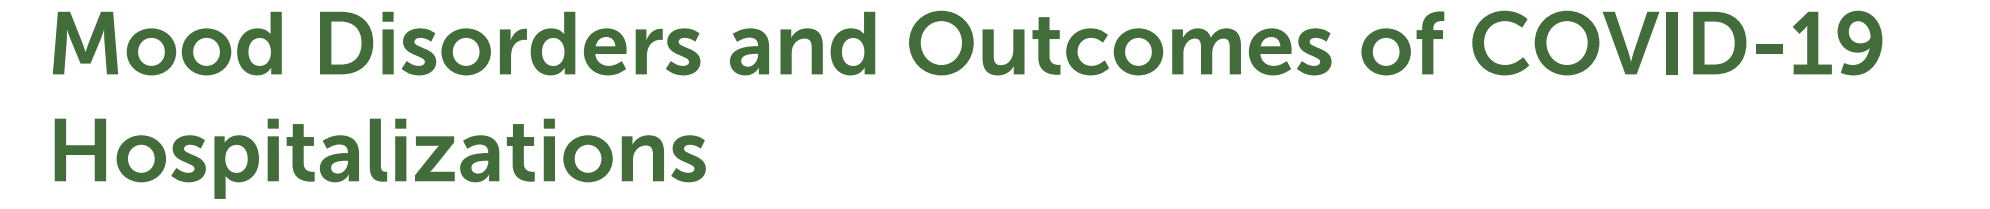 Mood Disorders and Outcomes of COVID-19
Hospitalizations